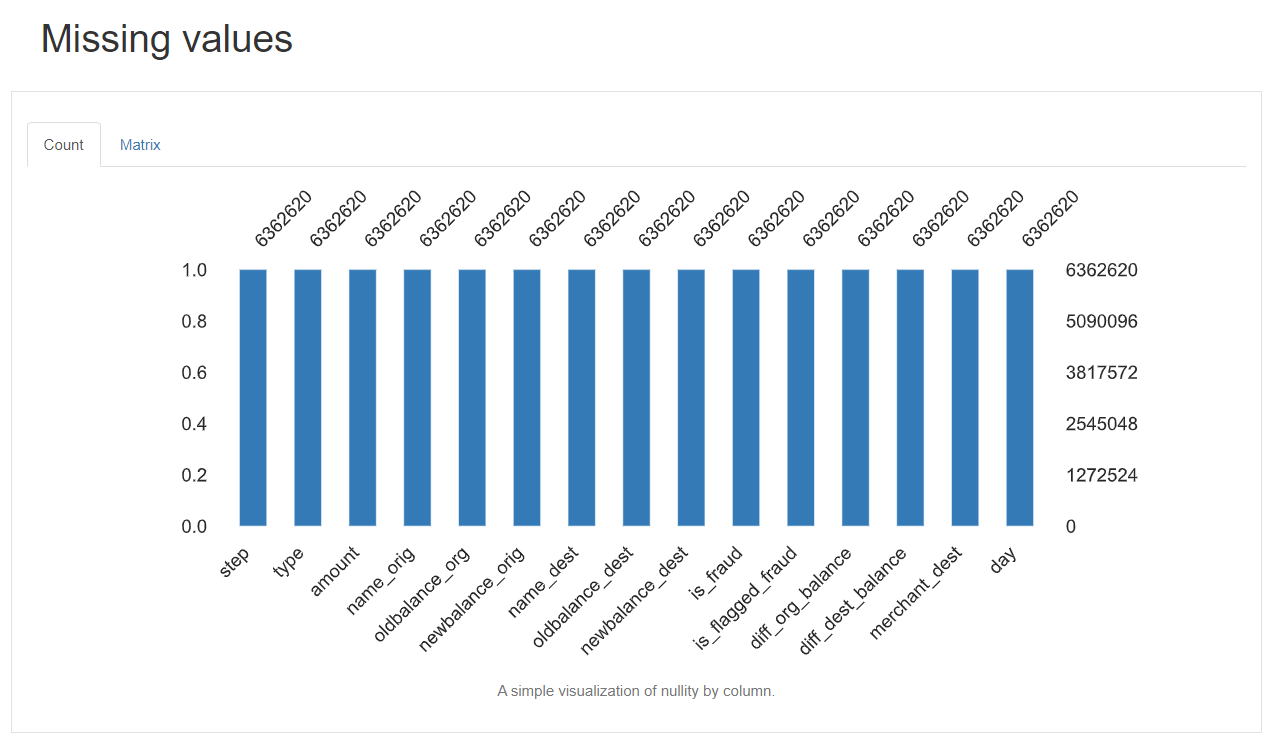 Missing values
Count Matrix
6362620 6362620 6362620 6362620 6362620 6362620 6362620 6362620 6362620 6362620 6362620 6362620 6362620 6362620 6362620
1.0 6362620
0.8 5090096
0.6 3817572
0.4 2545048
0.2 1272524
0.0 0
step type amount name_orig oldbalance_org newbalance_orig name_dest oldbalance_dest newbalance_dest is_fraud is_flagged_fraud diff_org_balance diff_dest_balance merchant_dest day
A simple visualization of nullity by column.